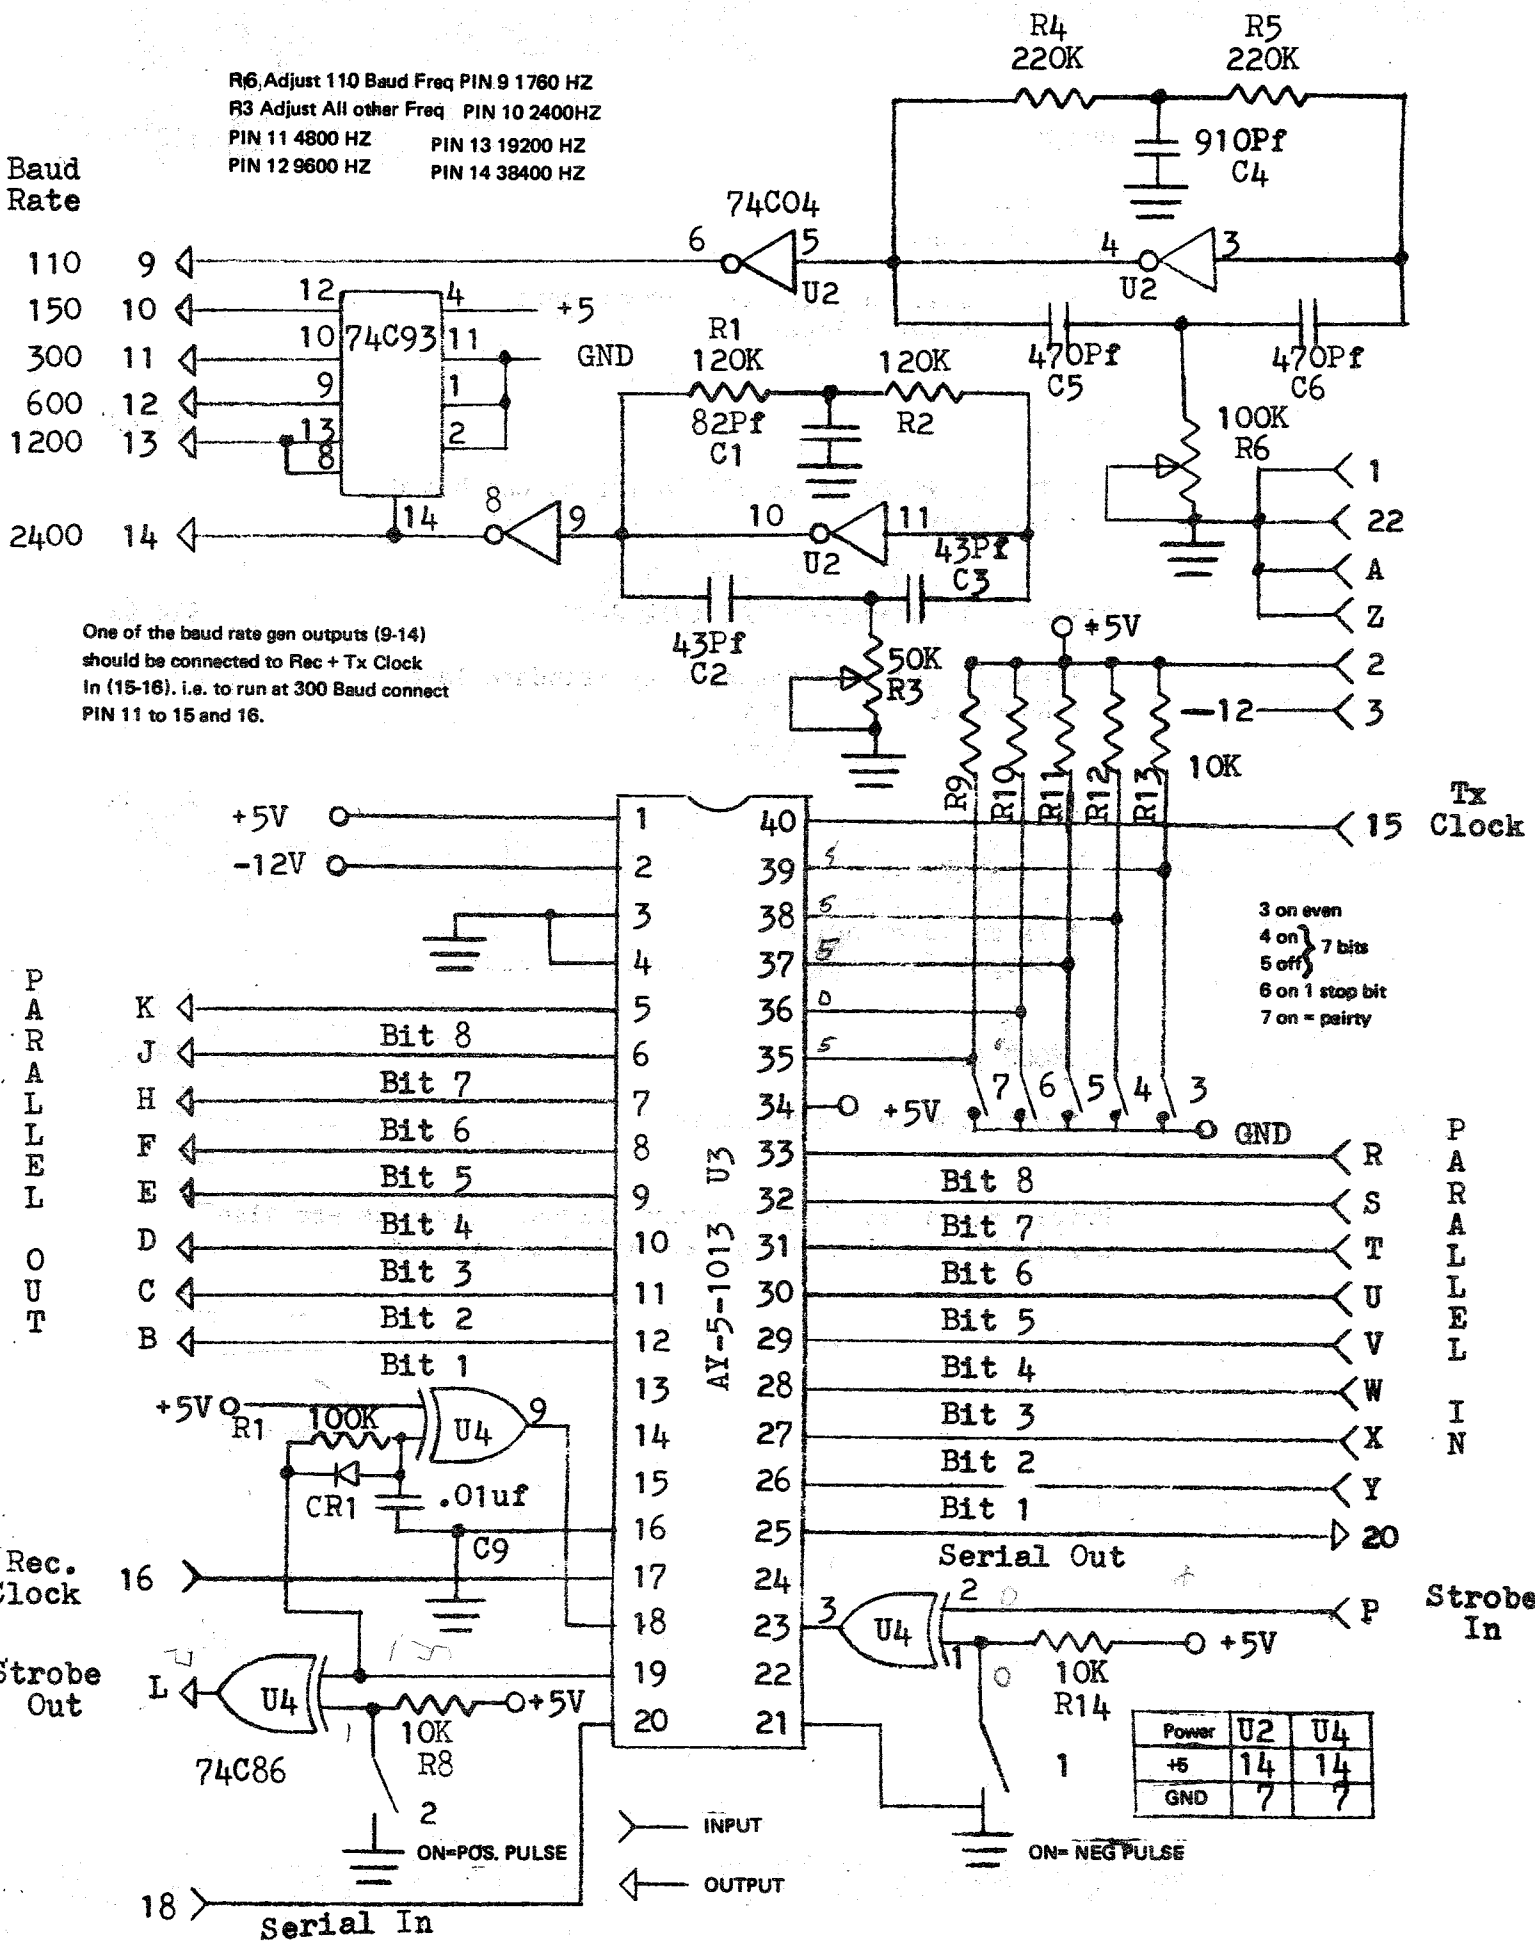 R4
220K
R5
220K
R6 Adjust 110 Baud Freq PIN 9 1760 HZ
R3 Adjust All other Freq PIN 10 2400HZ
PIN 11 4800 HZ PIN 13 19200 HZ
PIN 12 9600 HZ PIN 14 38400 HZ
910Pf
C4
Baud
Rate
74C04
6 5 U2
4 3 U2
110 9
150 10
300 11
600 12
1200 13
2400 14
12 4 +5
10 74C93 11 GND
9 1
13 2
8
14
R1
120K
120K
R2
82Pf
C1
470Pf
C5
470Pf
C6
100K
R6
8 9
10 11
U2
43Pf
C3
43Pf
C2
50K
R3
1
22
A
Z
+5V
2
-12 3
One of the baud rate gen outputs (9-14)
should be connected to Rec + Tx Clock
In (15-16). i.e. to run at 300 Baud connect
PIN 11 to 15 and 16.
R9 R10 R11 R12 R13 10K
+5V 1
-12V 2
3
4
40 15
Tx
Clock
39
38 5
37 5
36 0
35 5
34 +5V
7 6 5 4 3
GND
3 on even
4 on
5 off } 7 bits
6 on 1 stop bit
7 on = pairty
PARALLEL OUT
K 5
Bit 8
J 6
Bit 7
H 7
Bit 6
F 8
Bit 5
E 9
Bit 4
D 10
Bit 3
C 11
Bit 2
B 12
Bit 1
13
14
15
16
17
18
19
20
AY-5-1013 U3
PARALLEL IN
33 R
Bit 8
32 S
Bit 7
31 T
Bit 6
30 U
Bit 5
29 V
Bit 4
28 W
Bit 3
27 X
Bit 2
26 Y
Bit 1
25 20
Serial Out
24
23
22
21
+5V
R1
100K
U4
9
CR1
.01uf
C9
Rec.
Clock 16
Strobe
Out
L
U4
+5V
10K
R8
74C86
2
ON=POS. PULSE
18
Serial In
3
U4
2
1
P
Strobe
In
+5V
10K
R14
1
ON= NEG PULSE
Power U2 U4
+5 14 14
GND 7 7
INPUT
OUTPUT